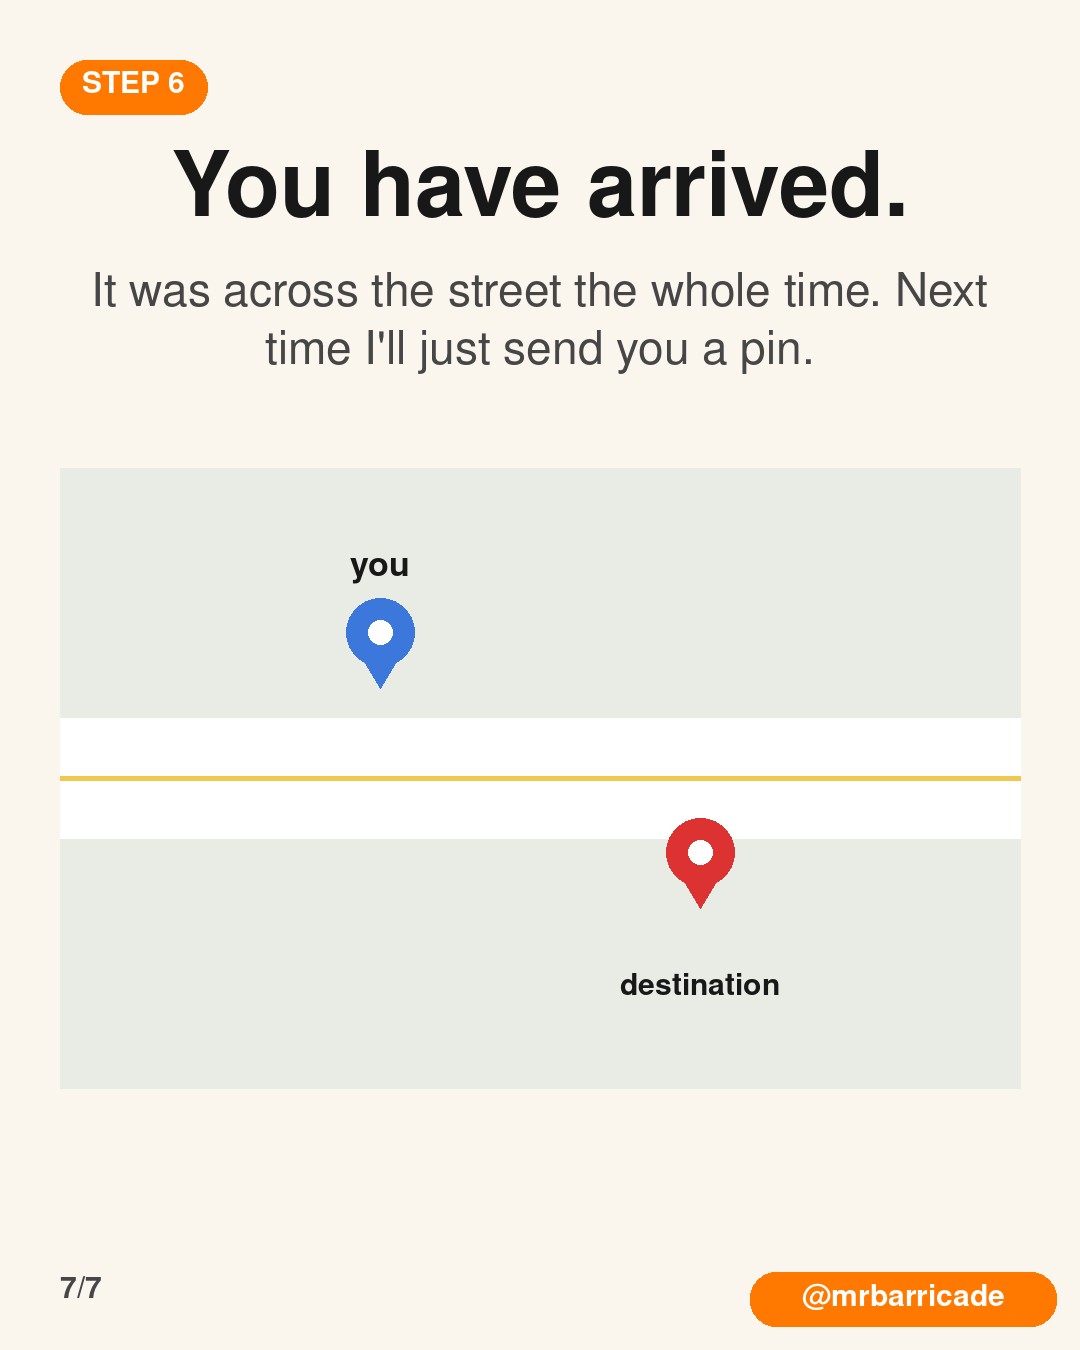 STEP 6
You have arrived.
It was across the street the whole time. Next
time I'll just send you a pin.
you
destination
7/7
@mrbarricade